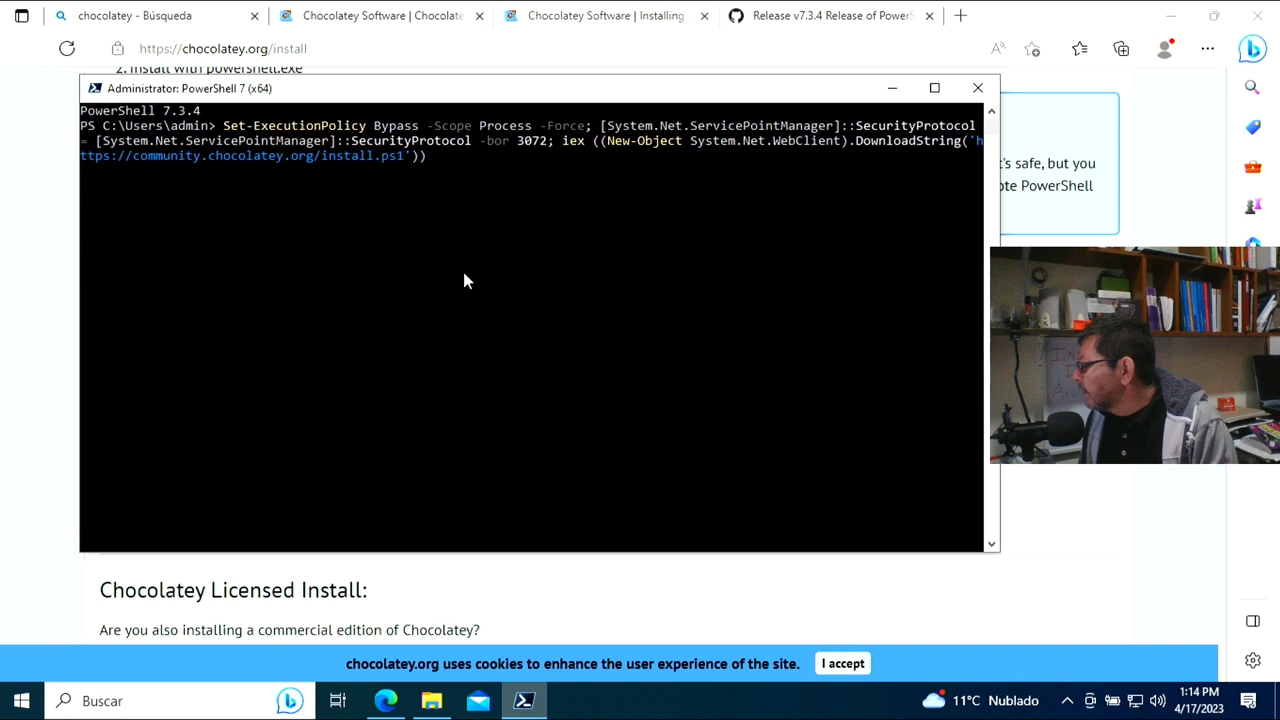 chocolatey - Búsqueda
Chocolatey Software | Chocolate
Chocolatey Software | Installing
Release v7.3.4 Release of PowerS
https://chocolatey.org/install
2. Install with powershell.exe
Administrator: PowerShell 7 (x64)
PowerShell 7.3.4
PS C:\Users\admin> Set-ExecutionPolicy Bypass -Scope Process -Force; [System.Net.ServicePointManager]::SecurityProtocol
= [System.Net.ServicePointManager]::SecurityProtocol -bor 3072; iex ((New-Object System.Net.WebClient).DownloadString('h
ttps://community.chocolatey.org/install.ps1'))
t's safe, but you
ote PowerShell
Chocolatey Licensed Install:
Are you also installing a commercial edition of Chocolatey?
chocolatey.org uses cookies to enhance the user experience of the site.
I accept
Buscar
11°C Nublado
1:14 PM
4/17/2023